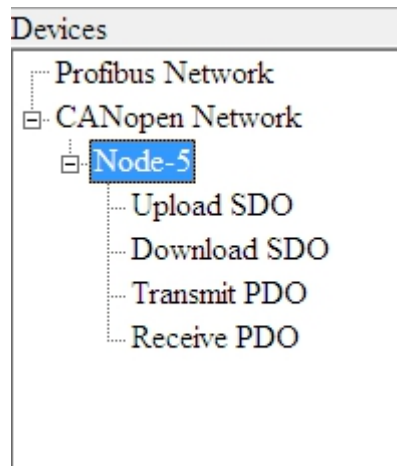 Devices
Profibus Network
CANopen Network
Node-5
Upload SDO
Download SDO
Transmit PDO
Receive PDO